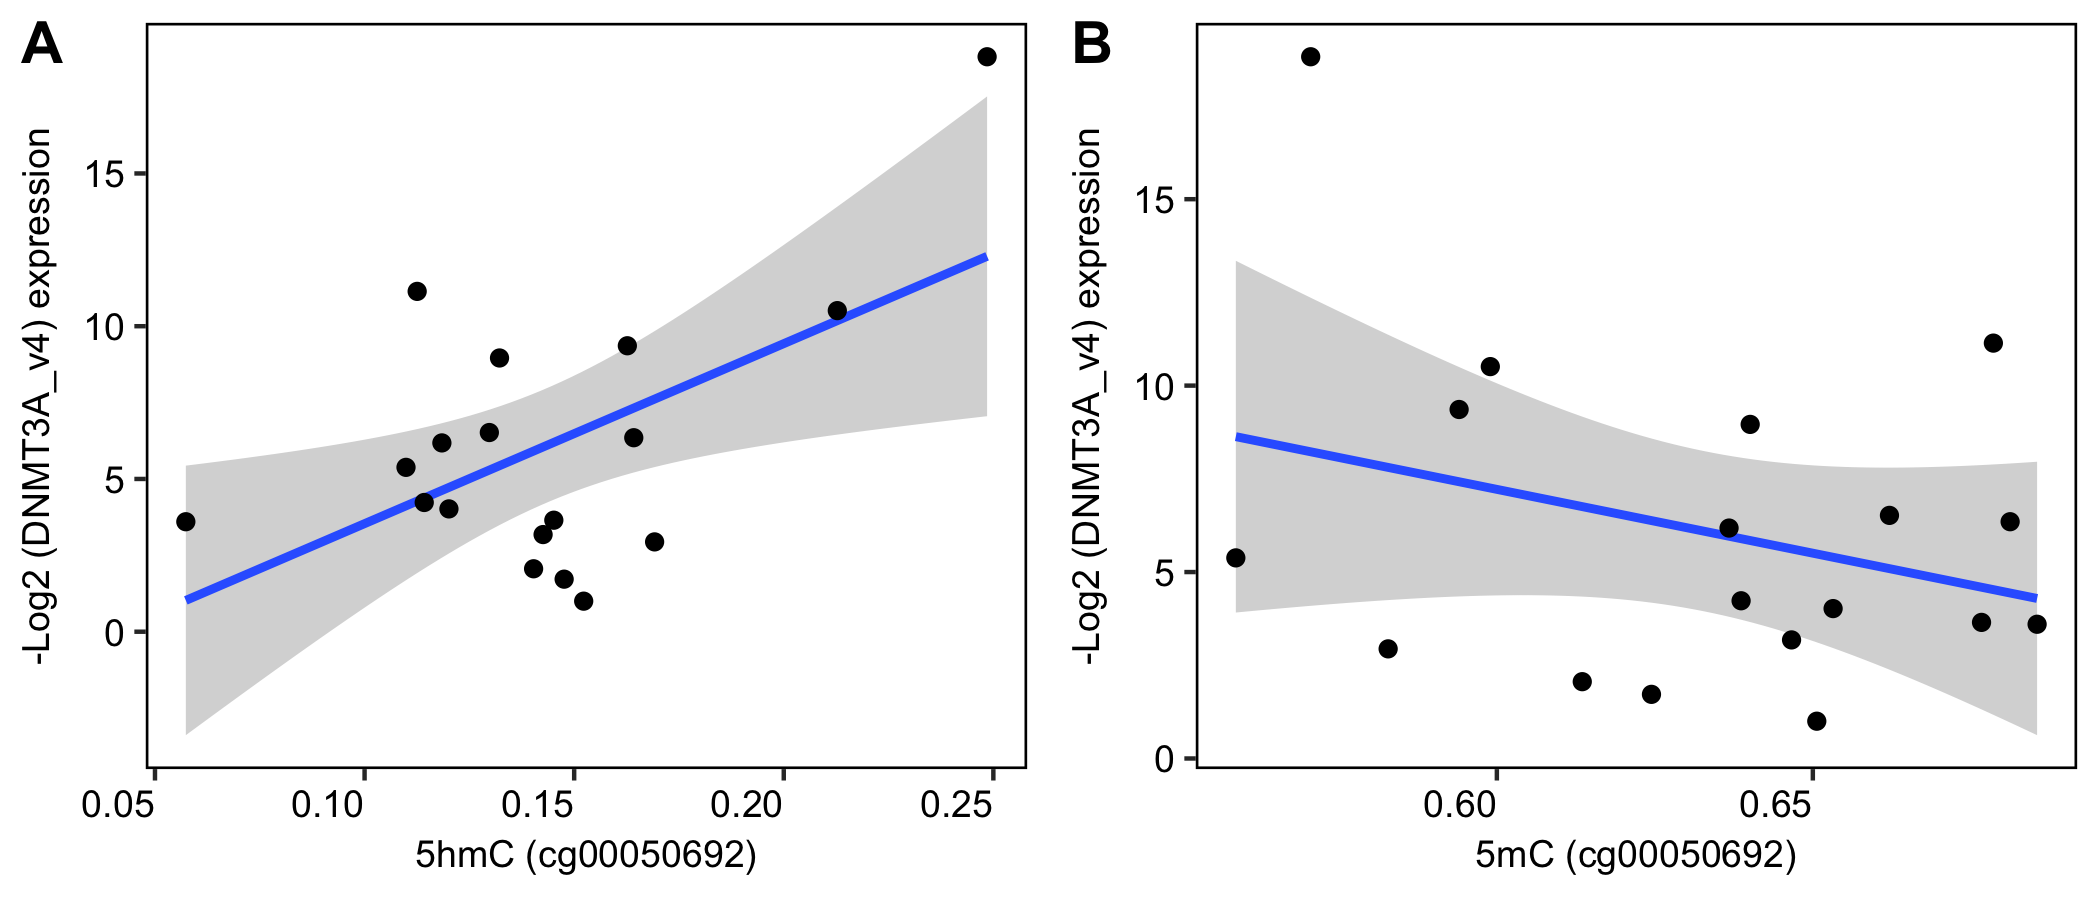 A
-Log2 (DNMT3A_v4) expression
15
10
5
0
0.05 0.10 0.15 0.20 0.25
5hmC (cg00050692)
B
-Log2 (DNMT3A_v4) expression
15
10
5
0
0.60 0.65
5mC (cg00050692)